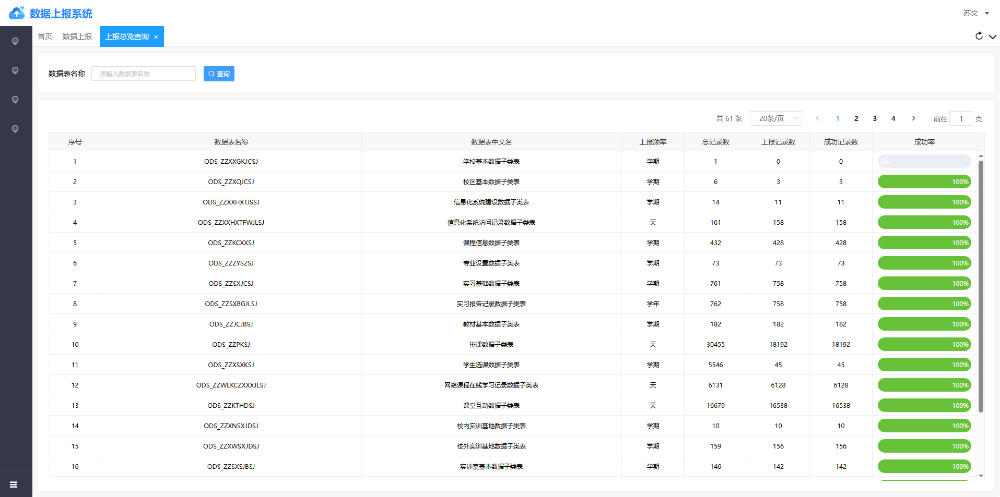 数据上报系统
苏文
首页 数据上报 上报总览查询 ×
数据表名称 请输入数据表名称 查询
共 61 条 20条/页 1 2 3 4 前往 1 页
序号 数据表名称 数据表中文名 上报频率 总记录数 上报记录数 成功记录数 成功率
1 ODS_ZZXXGKJCSJ 学校基本数据子类表 学期 1 0 0 0%
2 ODS_ZZXQJCSJ 校区基本数据子类表 学期 6 3 3 100%
3 ODS_ZZXXHXTJSSJ 信息化系统建设数据子类表 学期 14 11 11 100%
4 ODS_ZZXXHXTFWJLSJ 信息化系统访问记录数据子类表 天 161 158 158 100%
5 ODS_ZZKCXXSJ 课程信息数据子类表 学期 432 428 428 100%
6 ODS_ZZZYSZSJ 专业设置数据子类表 学期 73 73 73 100%
7 ODS_ZZSXJCSJ 实习基础数据子类表 学期 761 758 758 100%
8 ODS_ZZSXBGJLSJ 实习报告记录数据子类表 学年 762 758 758 100%
9 ODS_ZZJCJBSJ 教材基本数据子类表 学期 182 182 182 100%
10 ODS_ZZPKSJ 排课数据子类表 天 30455 18192 18192 100%
11 ODS_ZZXSXKSJ 学生选课数据子类表 学期 5546 45 45 100%
12 ODS_ZZWLKCZXXXJLSJ 网络课程在线学习记录数据子类表 天 6131 6128 6128 100%
13 ODS_ZZKTHDSJ 课堂互动数据子类表 天 16679 16538 16538 100%
14 ODS_ZZXNSXJDSJ 校内实训基地数据子类表 学期 10 10 10 100%
15 ODS_ZZXWSXJDSJ 校外实训基地数据子类表 学期 159 156 156 100%
16 ODS_ZZSXSJBSJ 实训室基本数据子类表 学期 146 142 142 100%